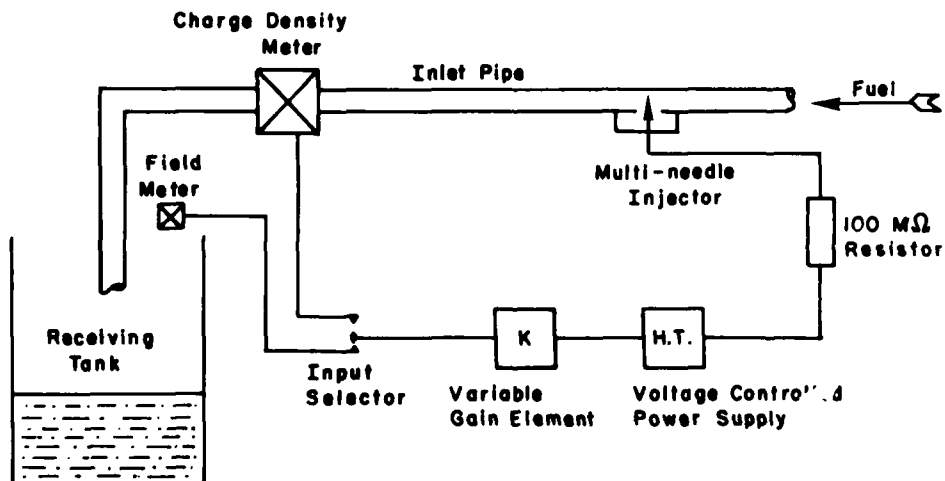 Charge Density
Meter
Inlet Pipe
Fuel
Field
Meter
Multi-needle
Injector
100 MΩ
Resistor
Receiving
Tank
Input
Selector
K
H.T.
Variable
Gain Element
Voltage
Power Supply